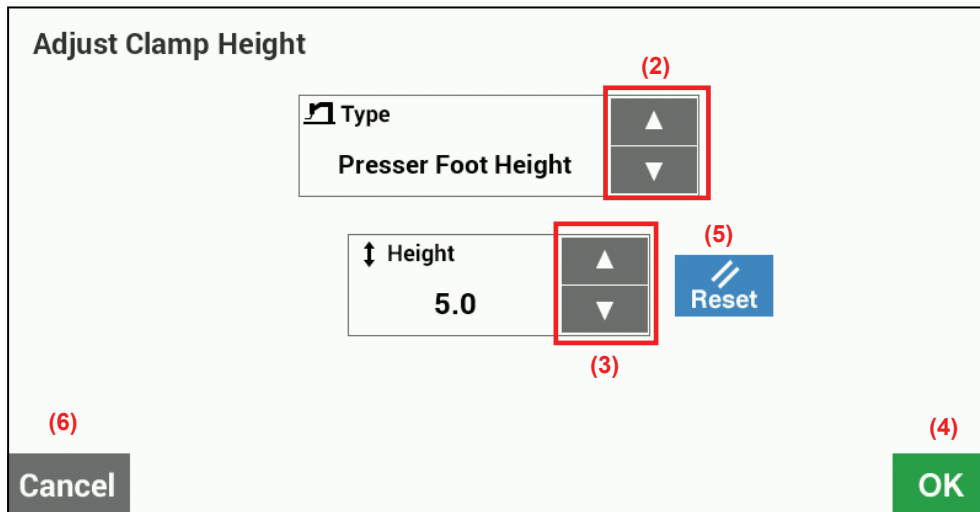 Adjust Clamp Height
(2)
Type
Presser Foot Height
(5)
Height
5.0
Reset
(3)
(6)
(4)
Cancel
OK